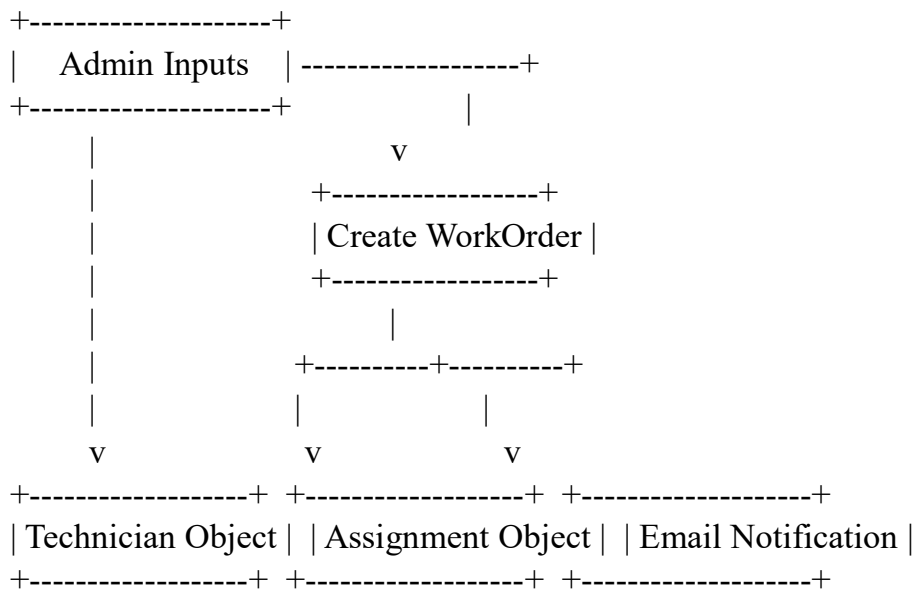 +---------------------+
|     Admin Inputs     | -------------------+
+---------------------+                    |
        |                                  v
        |                          +------------------+
        |                          | Create WorkOrder |
        |                          +------------------+
        |                                  |
        |                         +----------+----------+
        |                         |                    |
        v                         v                    v
+-------------------+  +--------------------+  +--------------------+
| Technician Object |  | Assignment Object |  | Email Notification |
+-------------------+  +--------------------+  +--------------------+